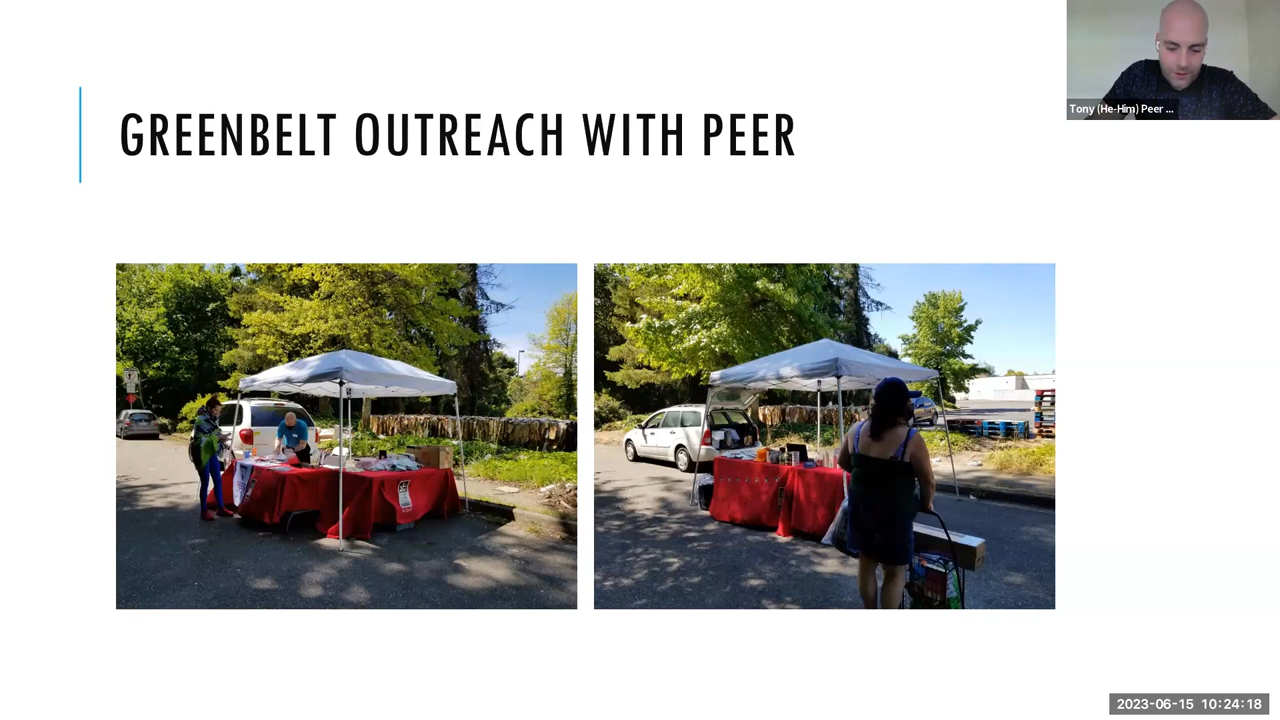 GREENBELT OUTREACH WITH PEER
Tony (He-Him) Peer ...
2023-06-15 10:24:18